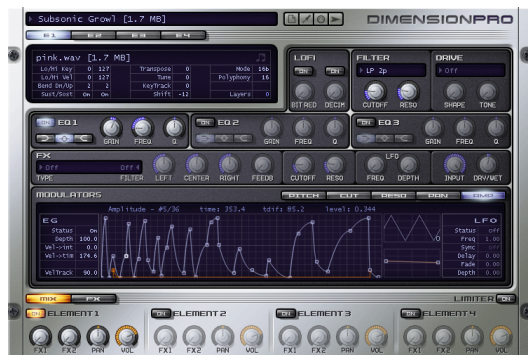 Subsonic Growl [1.7 MB]
DIMENSIONPRO
E 1 E 2 E 3 E 4
pink.wav [1.7 MB]
Lo/Hi Key 0 127 Transpose 0 Mode 16b
Lo/Hi Vel 0 127 Tune 0 Polyphony 16
Bend Dn/Up 2 2 KeyTrack 0
Sust/Sost On On Shift -12 Layers 0
LOFI
ON ON
BIT RED DECIM
FILTER
LP 2p
CUTOFF RESO
DRIVE
Off
SHAPE TONE
ON EQ 1 GAIN FREQ Q
ON EQ 2 GAIN FREQ Q
ON EQ 3 GAIN FREQ Q
FX
Off Off
TYPE FILTER LEFT CENTER RIGHT FEEDB CUTOFF RESO
LFO
FREQ DEPTH
INPUT DRY/WET
MODULATORS PITCH CUT RESO PAN AMP
Amplitude - #5/36 time: 353.4 tdif: 85.2 level: 0.344
EG
Status On
Depth 100.0
Vel->int 0.0
Vel->tim 174.6
VelTrack 90.0
LFO
Status Off
Freq 1.00
Sync Off
Delay 0.00
Fade 0.00
Depth 0.00
MIX FX
LIMITER ON
ON ELEMENT 1 ON ELEMENT 2 ON ELEMENT 3 ON ELEMENT 4
FX1 FX2 PAN VOL FX1 FX2 PAN VOL FX1 FX2 PAN VOL FX1 FX2 PAN VOL